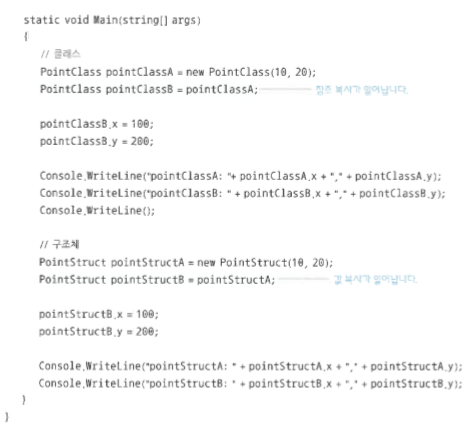 static void Main(string[] args)
{
// 클래스
PointClass pointClassA = new PointClass(10, 20);
PointClass pointClassB = pointClassA; 참조 복사가 일어납니다.
pointClassB.x = 100;
pointClassB.y = 200;
Console.WriteLine("pointClassA: "+ pointClassA.x + "," + pointClassA.y);
Console.WriteLine("pointClassB: " + pointClassB.x + "," + pointClassB.y);
Console.WriteLine();
// 구조체
PointStruct pointStructA = new PointStruct(10, 20);
PointStruct pointStructB = pointStructA; 값 복사가 일어납니다.
pointStructB.x = 100;
pointStructB.y = 200;
Console.WriteLine("pointStructA: " + pointStructA.x + "," + pointStructA.y);
Console.WriteLine("pointStructB: " + pointStructB.x + "," + pointStructB.y);
}
}